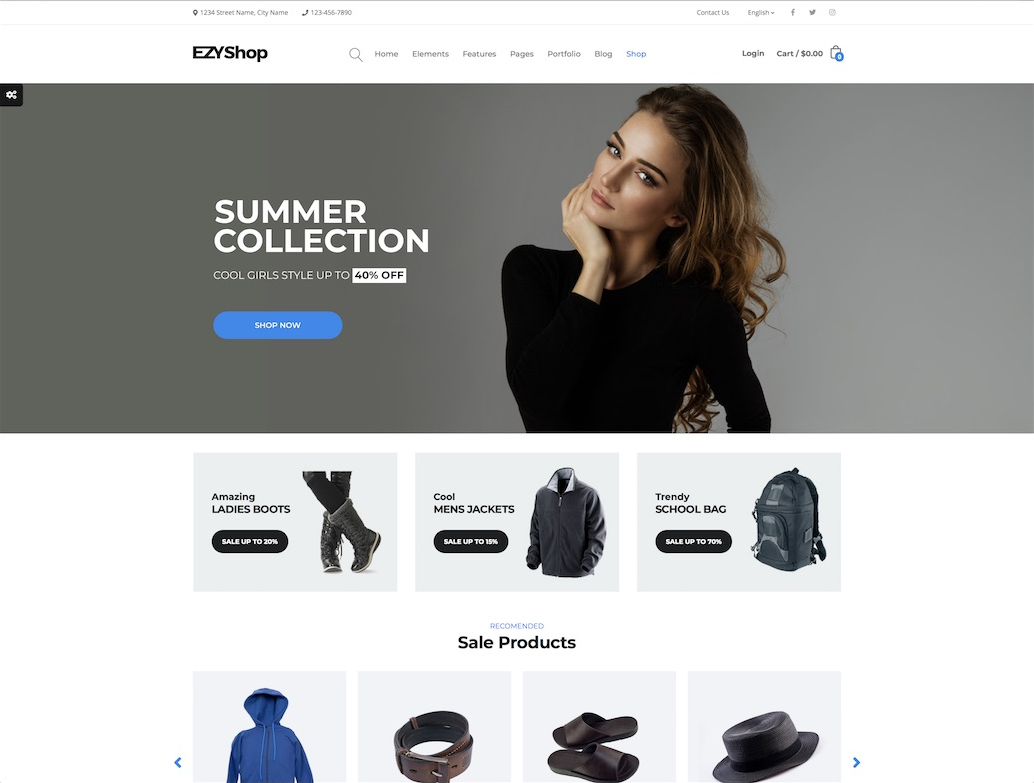 1234 Street Name, City Name 123-456-7890 Contact Us English
EZYShop Home Elements Features Pages Portfolio Blog Shop Login Cart / $0.00 0
SUMMER
COLLECTION
COOL GIRLS STYLE UP TO 40% OFF
SHOP NOW
Amazing
LADIES BOOTS
SALE UP TO 20%
Cool
MENS JACKETS
SALE UP TO 15%
Trendy
SCHOOL BAG
SALE UP TO 70%
RECOMENDED
Sale Products